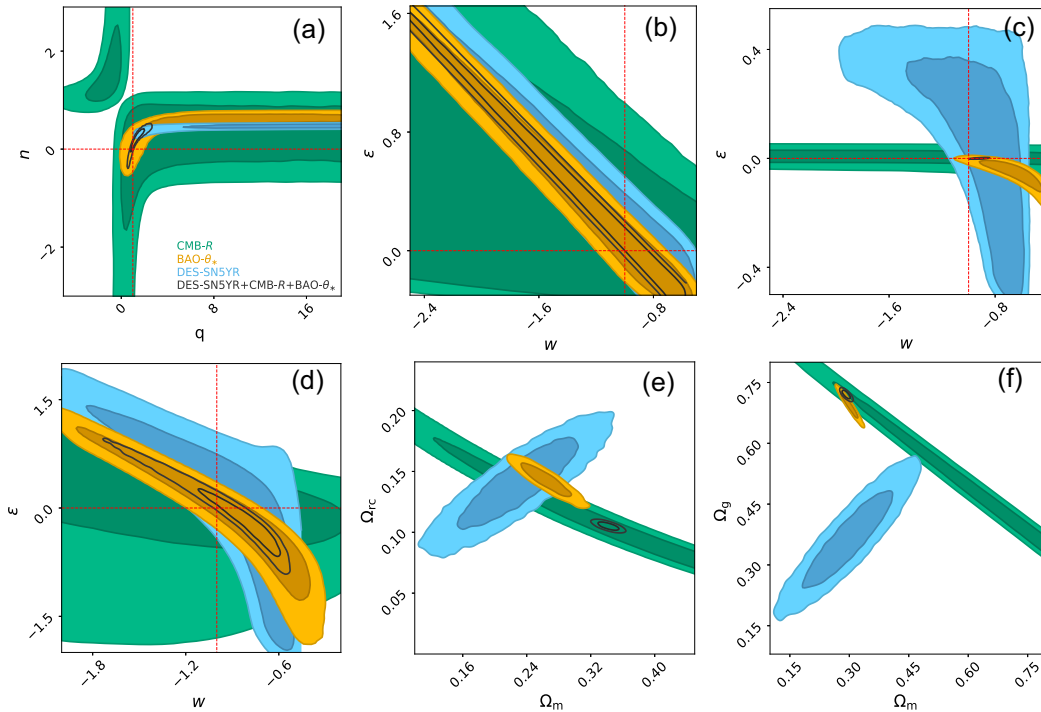 (a)
2
0
−2
n
0
8
16
q
CMB-R
BAO-θ*
DES-SN5YR
DES-SN5YR+CMB-R+BAO-θ*
(b)
1.6
0.8
0.0
ε
−2.4
−1.6
−0.8
w
(c)
0.4
0.0
−0.4
ε
−2.4
−1.6
−0.8
w
(d)
1.5
0.0
−1.5
ε
−1.8
−1.2
−0.6
w
(e)
0.20
0.15
0.10
0.05
Ωrc
0.16
0.24
0.32
0.40
Ωm
(f)
0.75
0.60
0.45
0.30
0.15
Ωg
0.15
0.30
0.45
0.60
0.75
Ωm